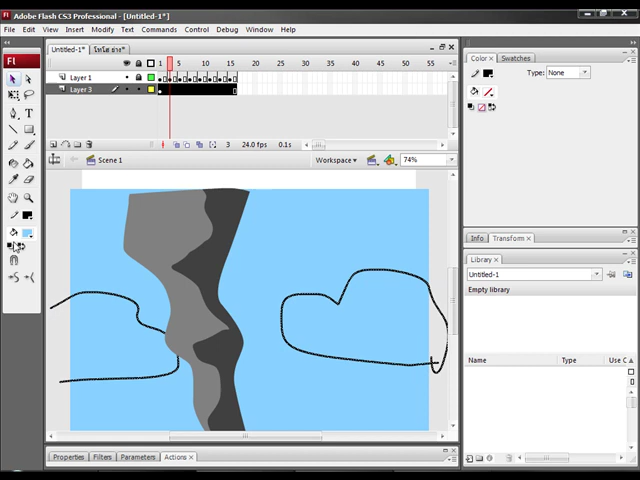 Adobe Flash CS3 Professional - [Untitled-1*]
File Edit View Insert Modify Text Commands Control Debug Window Help
Untitled-1*
Color Swatches
Type: None
Fl
1 5 10 15 20 25 30 35 40 45 50 55
Layer 1
Layer 3
3 24.0 fps 0.1s
Scene 1 Workspace 74%
Info Transform
Library
Untitled-1
Empty library
Name Type Use C
Properties Filters Parameters Actions